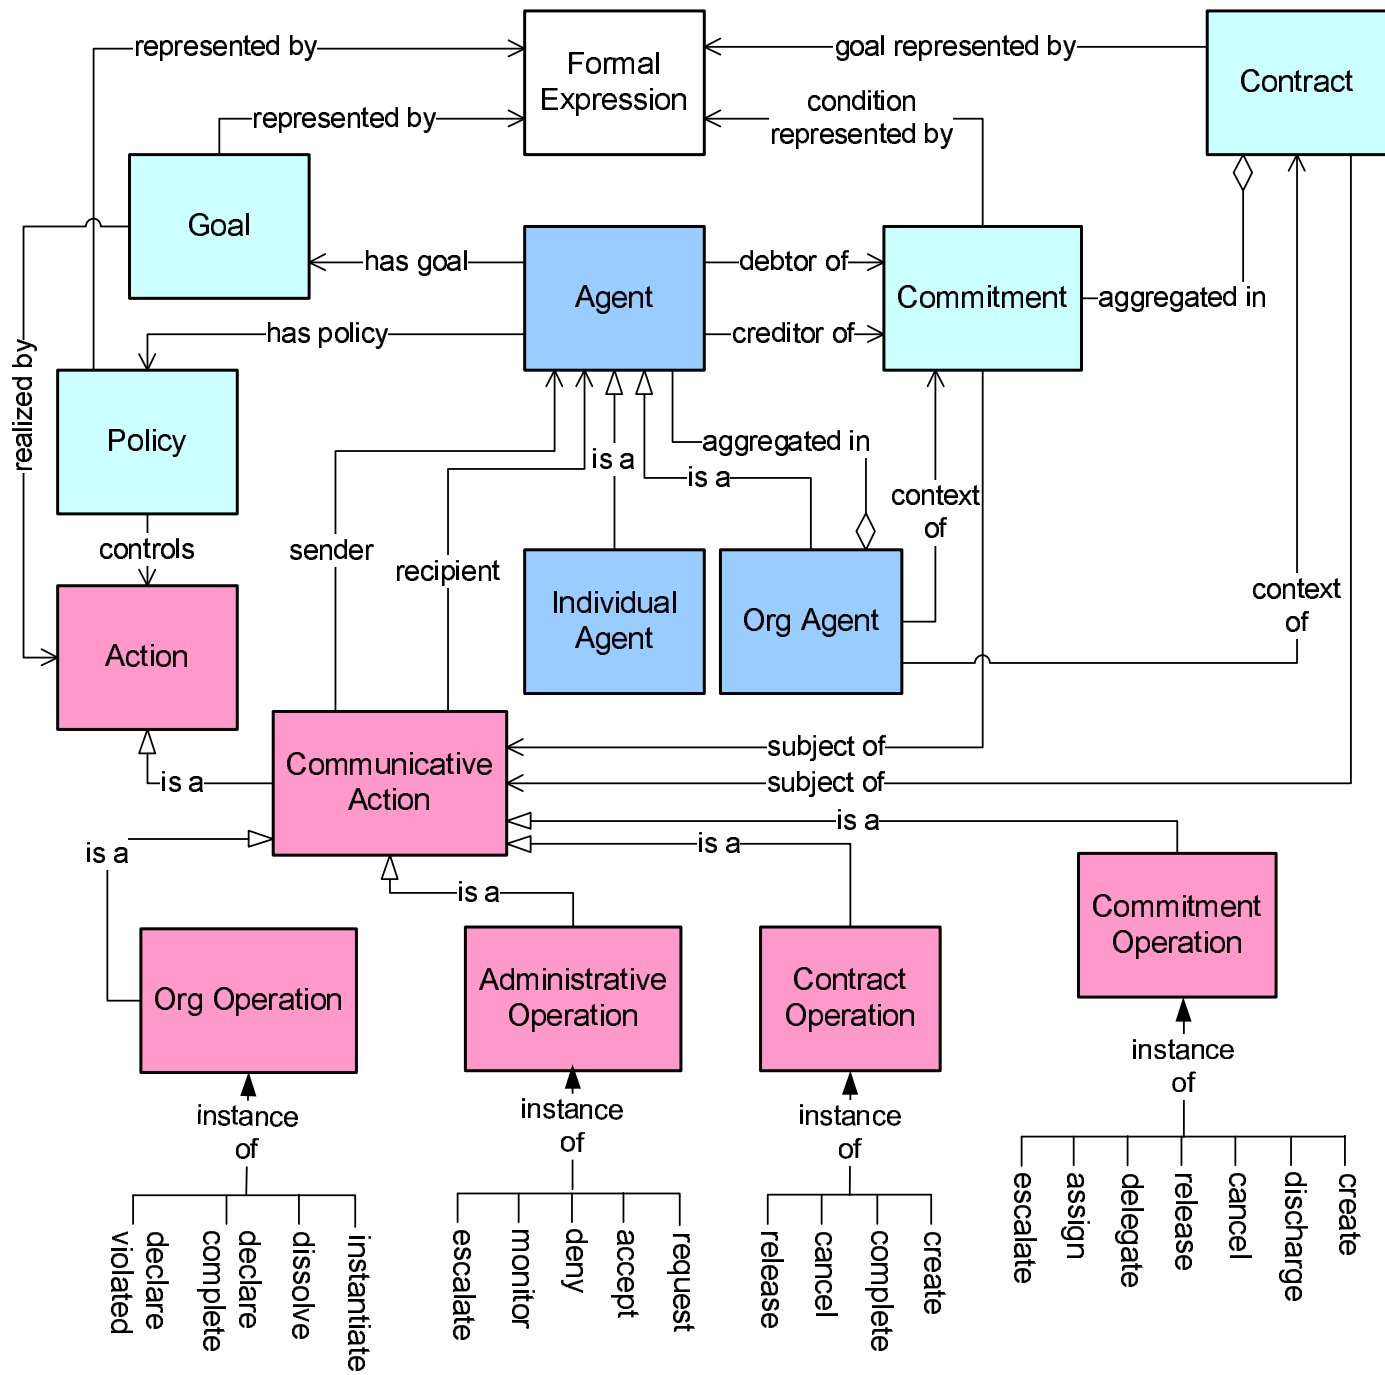 represented by
Formal
Expression
goal represented by
Contract
represented by
condition
represented by
Goal
has goal
Agent
debtor of
Commitment
aggregated in
has policy
creditor of
realized by
Policy
aggregated in
is a
is a
context
of
controls
sender
recipient
Individual
Agent
Org Agent
context
of
Action
Communicative
Action
subject of
is a
subject of
is a
is a
is a
is a
Commitment
Operation
Org Operation
Administrative
Operation
Contract
Operation
instance
of
instance
of
instance
of
instance
of
escalate
assign
delegate
release
cancel
discharge
create
declare
violated
declare
complete
dissolve
instantiate
escalate
monitor
deny
accept
request
release
cancel
complete
create